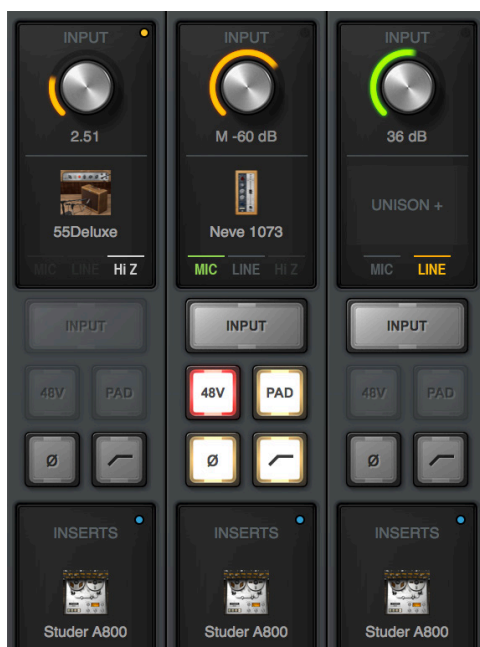 INPUT
2.51
55Deluxe
MIC LINE Hi Z
INPUT
48V PAD
Ø
INSERTS
Studer A800
INPUT
M -60 dB
Neve 1073
MIC LINE Hi Z
INPUT
48V PAD
Ø
INSERTS
Studer A800
INPUT
36 dB
UNISON +
MIC LINE
INPUT
48V PAD
Ø
INSERTS
Studer A800